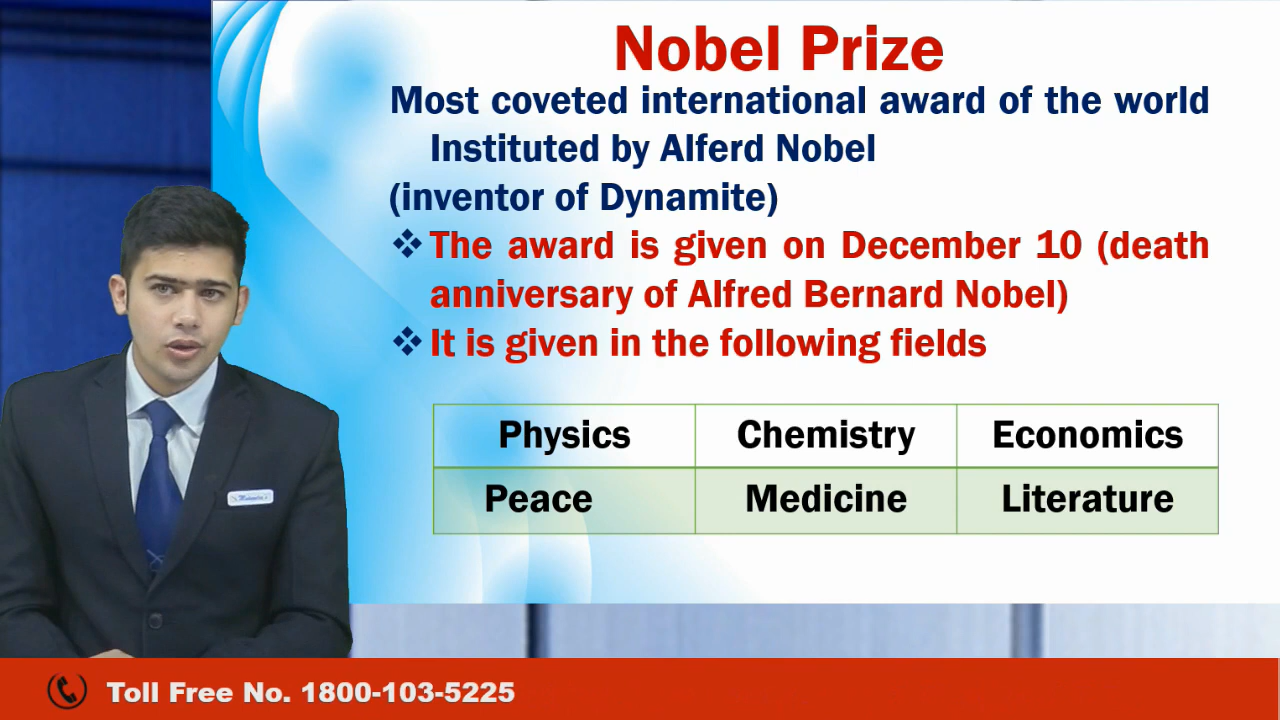 Nobel Prize
Most coveted international award of the world
Instituted by Alferd Nobel
(inventor of Dynamite)
❖ The award is given on December 10 (death
anniversary of Alfred Bernard Nobel)
❖ It is given in the following fields
Physics Chemistry Economics
Peace Medicine Literature
Toll Free No. 1800-103-5225